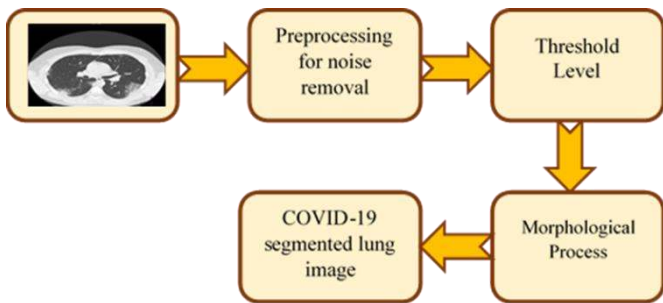 Preprocessing
for noise
removal
Threshold
Level
Morphological
Process
COVID-19
segmented lung
image